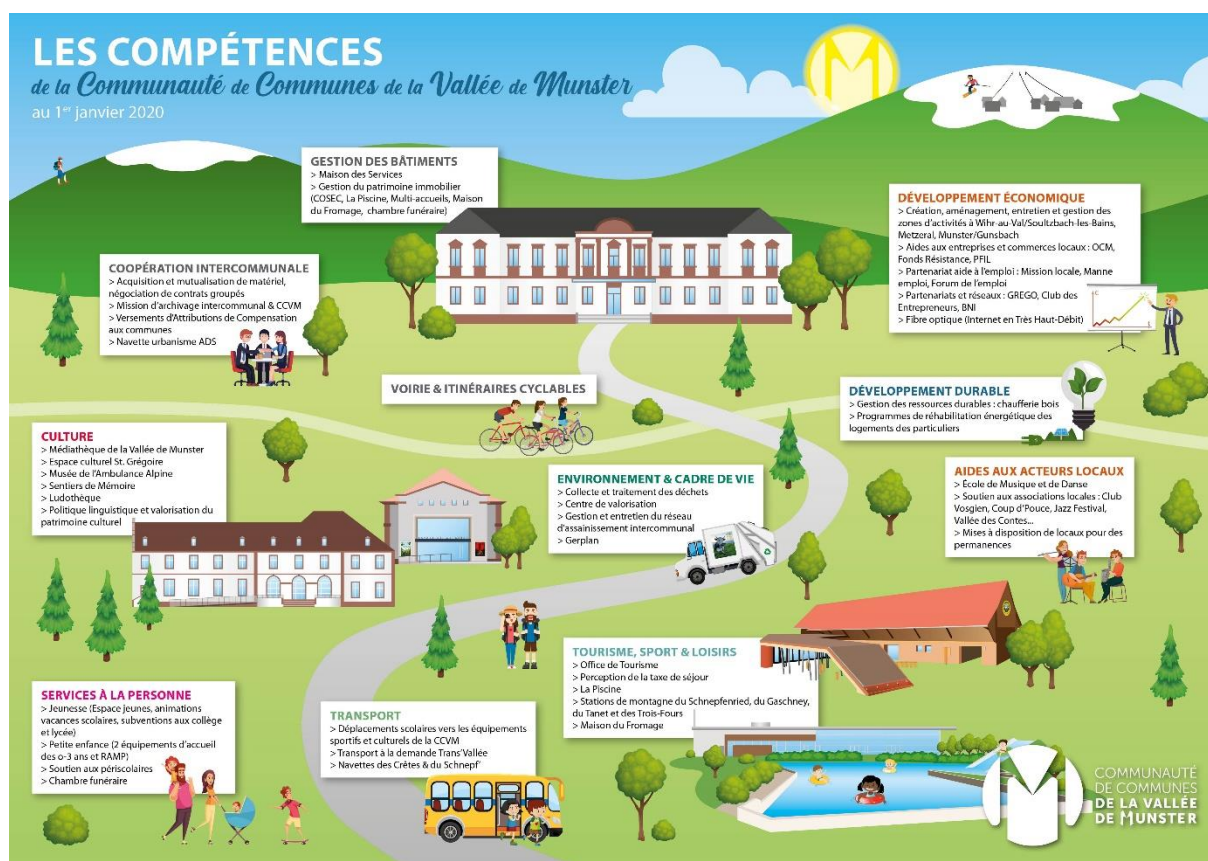 LES COMPÉTENCES
de la Communauté de Communes de la Vallée de Munster
au 1er janvier 2020
GESTION DES BÂTIMENTS
> Maison des Services
> Gestion du patrimoine immobilier
(COSEC, La Piscine, Multi-accueils, Maison
du Fromage, chambre funéraire)
DÉVELOPPEMENT ÉCONOMIQUE
> Création, aménagement, entretien et gestion des
zones d'activités à Wihr-au-Val/Soultzbach-les-Bains,
Metzeral, Munster/Gunsbach
> Aides aux entreprises et commerces locaux : OCM,
Fonds Résistance, PFIL
> Partenariat aide à l'emploi : Mission locale, Manne
emploi, Forum de l'emploi
> Partenariats et réseaux : GREGO, Club des
Entrepreneurs, BNI
> Fibre optique (Internet en Très Haut-Débit)
COOPÉRATION INTERCOMMUNALE
> Acquisition et mutualisation de matériel,
négociation de contrats groupés
> Mission d'archivage intercommunal & CCVM
> Versements d'Attributions de Compensation
aux communes
> Navette urbanisme ADS
VOIRIE & ITINÉRAIRES CYCLABLES
DÉVELOPPEMENT DURABLE
> Gestion des ressources durables : chaufferie bois
> Programmes de réhabilitation énergétique des
logements des particuliers
CULTURE
> Médiathèque de la Vallée de Munster
> Espace culturel St. Grégoire
> Musée de l'Ambulance Alpine
> Sentiers de Mémoire
> Ludothèque
> Politique linguistique et valorisation du
patrimoine culturel
ENVIRONNEMENT & CADRE DE VIE
> Collecte et traitement des déchets
> Centre de valorisation
> Gestion et entretien du réseau
d'assainissement intercommunal
> Gerplan
AIDES AUX ACTEURS LOCAUX
> École de Musique et de Danse
> Soutien aux associations locales : Club
Vosgien, Coup d'Pouce, Jazz Festival,
Vallée des Contes...
> Mises à disposition de locaux pour des
permanences
TOURISME, SPORT & LOISIRS
> Office de Tourisme
> Perception de la taxe de séjour
> La Piscine
> Stations de montagne du Schnepfenried, du Gaschney,
du Tanet et des Trois-Fours
> Maison du Fromage
SERVICES À LA PERSONNE
> Jeunesse (Espace jeunes, animations
vacances scolaires, subventions aux collège
et lycée)
> Petite enfance (2 équipements d'accueil
des 0-3 ans et RAMP)
> Soutien aux périscolaires
> Chambre funéraire
TRANSPORT
> Déplacements scolaires vers les équipements
sportifs et culturels de la CCVM
> Transport à la demande Trans'Vallée
> Navettes des Crêtes & du Schnepf'
COMMUNAUTÉ
DE COMMUNES
DE LA VALLÉE
DE MUNSTER